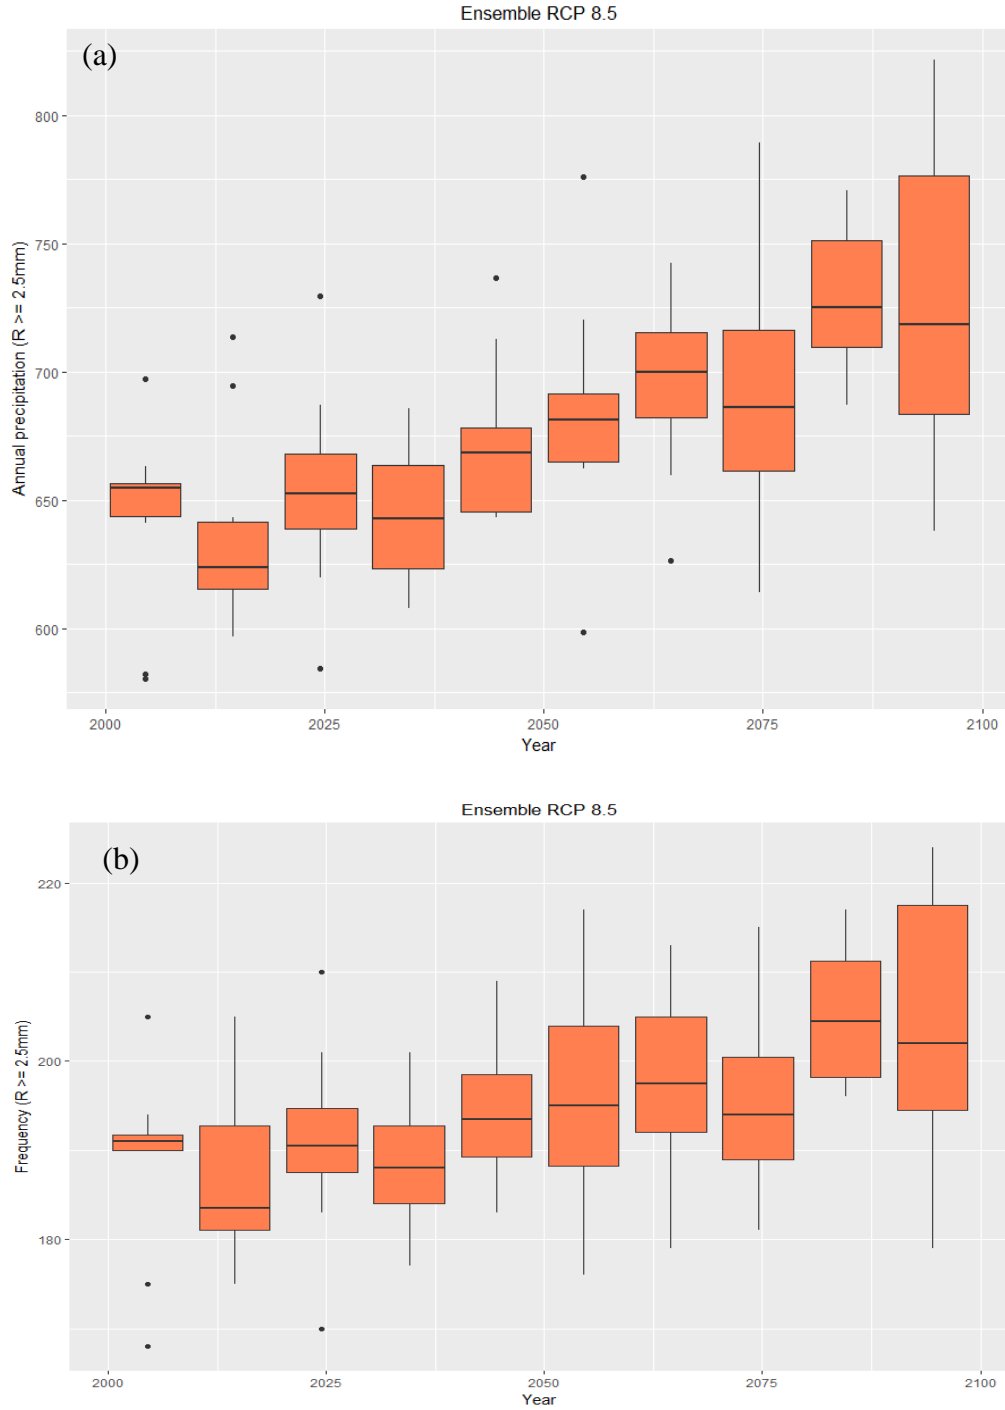 Ensemble RCP 8.5
(a)
Annual precipitation (R >= 2.5mm)
800
750
700
650
600
2000 2025 2050 2075 2100
Year
Ensemble RCP 8.5
(b)
Frequency (R >= 2.5mm)
220
200
180
2000 2025 2050 2075 2100
Year